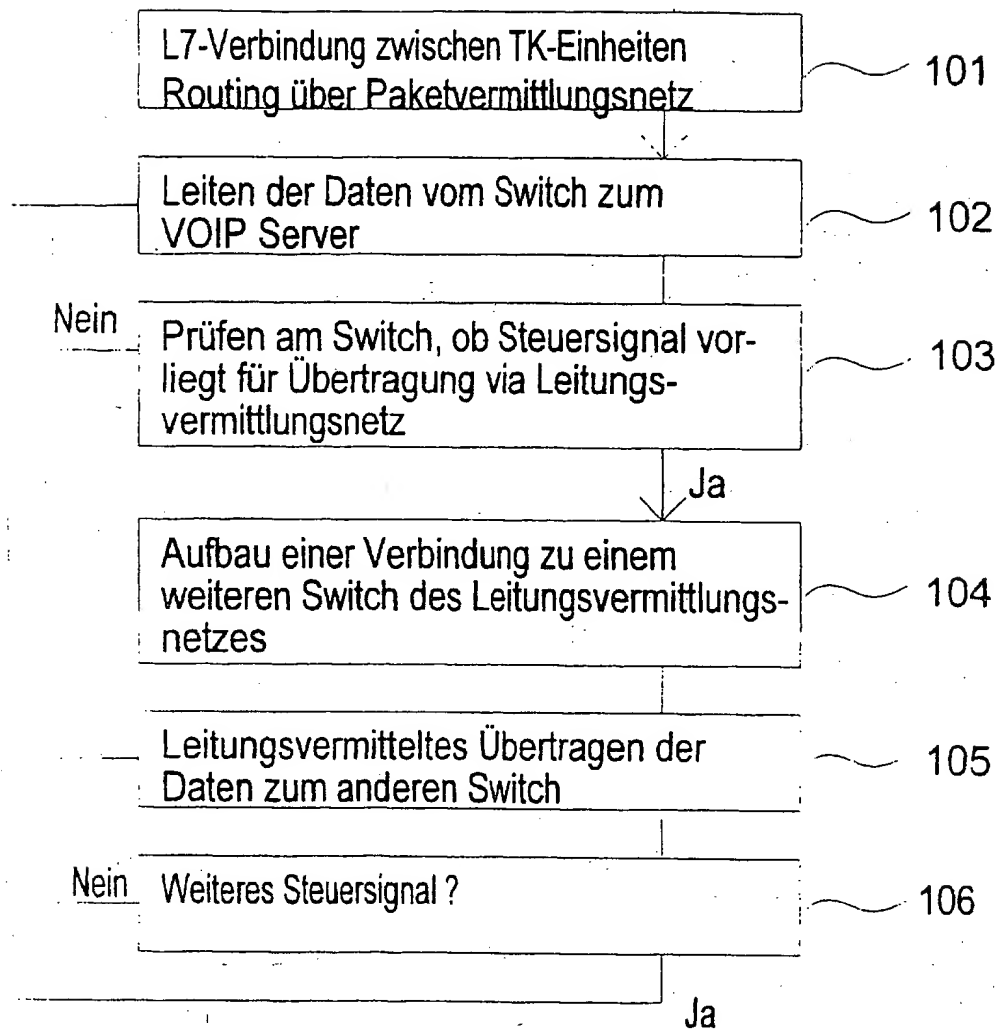 L7-Verbindung zwischen TK-Einheiten
Routing über Paketvermittlungsnetz
101
Leiten der Daten vom Switch zum
VOIP Server
102
Nein
Prüfen am Switch, ob Steuersignal vor-
liegt für Übertragung via Leitungs-
vermittlungsnetz
103
Ja
Aufbau einer Verbindung zu einem
weiteren Switch des Leitungsvermittlungs-
netzes
104
Leitungsvermitteltes Übertragen der
Daten zum anderen Switch
105
Nein
Weiteres Steuersignal ?
106
Ja